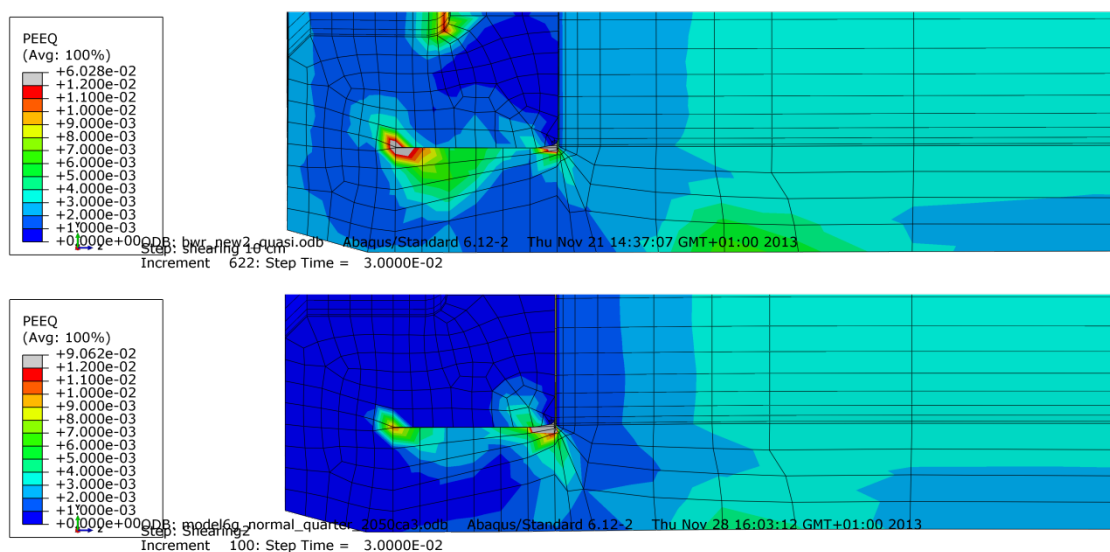 PEEQ
(Avg: 100%)
+6.028e-02
+1.200e-02
+1.100e-02
+1.000e-02
+9.000e-03
+8.000e-03
+7.000e-03
+6.000e-03
+5.000e-03
+4.000e-03
+3.000e-03
+2.000e-03
+1.000e-03
+0.000e+00
z
ODB: bwr_new2_quasi.odb Abaqus/Standard 6.12-2 Thu Nov 21 14:37:07 GMT+01:00 2013
Step: shearing 10 cm
Increment 622: Step Time = 3.0000E-02
PEEQ
(Avg: 100%)
+9.062e-02
+1.200e-02
+1.100e-02
+1.000e-02
+9.000e-03
+8.000e-03
+7.000e-03
+6.000e-03
+5.000e-03
+4.000e-03
+3.000e-03
+2.000e-03
+1.000e-03
+0.000e+00
z
ODB: model6g_normal_quarter_2050ca3.odb Abaqus/Standard 6.12-2 Thu Nov 28 16:03:12 GMT+01:00 2013
Step: Shearing2
Increment 100: Step Time = 3.0000E-02